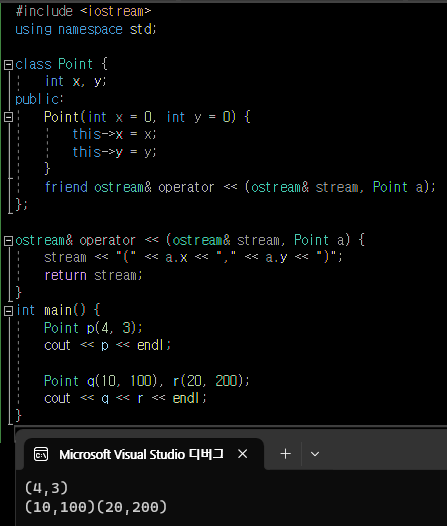 #include <iostream>
using namespace std;
class Point {
int x, y;
public:
Point(int x = 0, int y = 0) {
this->x = x;
this->y = y;
}
friend ostream& operator << (ostream& stream, Point a);
};
ostream& operator << (ostream& stream, Point a) {
stream << "(" << a.x << "," << a.y << ")";
return stream;
}
int main() {
Point p(4, 3);
cout << p << endl;
Point q(10, 100), r(20, 200);
cout << q << r << endl;
}
Microsoft Visual Studio 디버그
(4,3)
(10,100)(20,200)